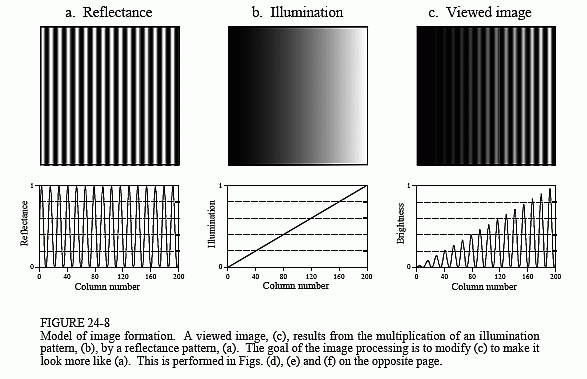 a. Reflectance
b. Illumination
c. Viewed image
1
Reflectance
0
0 40 80 120 160 200
Column number
1
Illumination
0
0 40 80 120 160 200
Column number
1
Brightness
0
0 40 80 120 160 200
Column number
FIGURE 24-8
Model of image formation. A viewed image, (c), results from the multiplication of an illumination
pattern, (b), by a reflectance pattern, (a). The goal of the image processing is to modify (c) to make it
look more like (a). This is performed in Figs. (d), (e) and (f) on the opposite page.